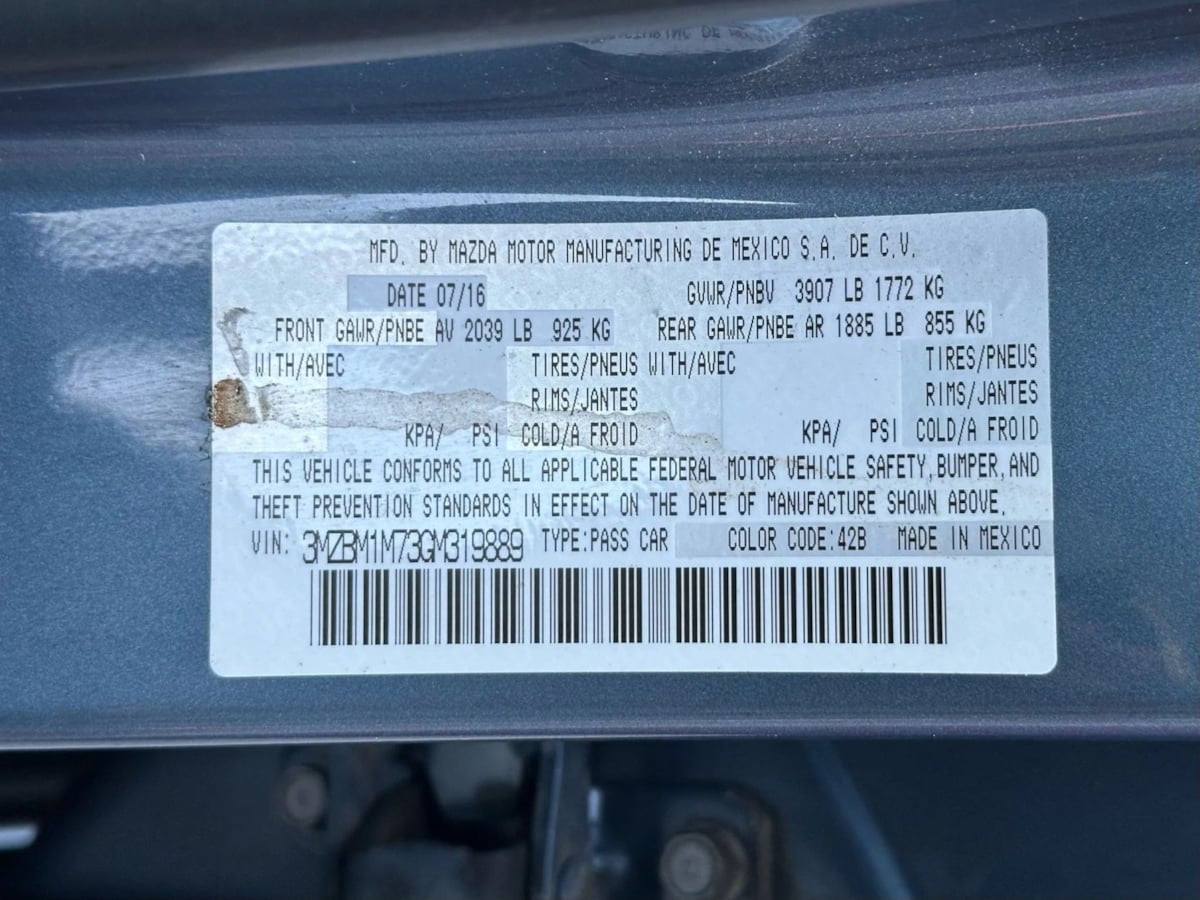 MFD. BY MAZDA MOTOR MANUFACTURING DE MEXICO S.A. DE C.V.
DATE 07/16 GVWR/PNBV 3907 LB 1772 KG
FRONT GAWR/PNBE AV 2039 LB 925 KG REAR GAWR/PNBE AR 1885 LB 855 KG
WITH/AVEC TIRES/PNEUS WITH/AVEC TIRES/PNEUS
RIMS/JANTES RIMS/JANTES
KPA/ PSI COLD/A FROID KPA/ PSI COLD/A FROID
THIS VEHICLE CONFORMS TO ALL APPLICABLE FEDERAL MOTOR VEHICLE SAFETY, BUMPER, AND
THEFT PREVENTION STANDARDS IN EFFECT ON THE DATE OF MANUFACTURE SHOWN ABOVE.
VIN: 3MZBM1M73GM319889 TYPE:PASS CAR COLOR CODE:42B MADE IN MEXICO